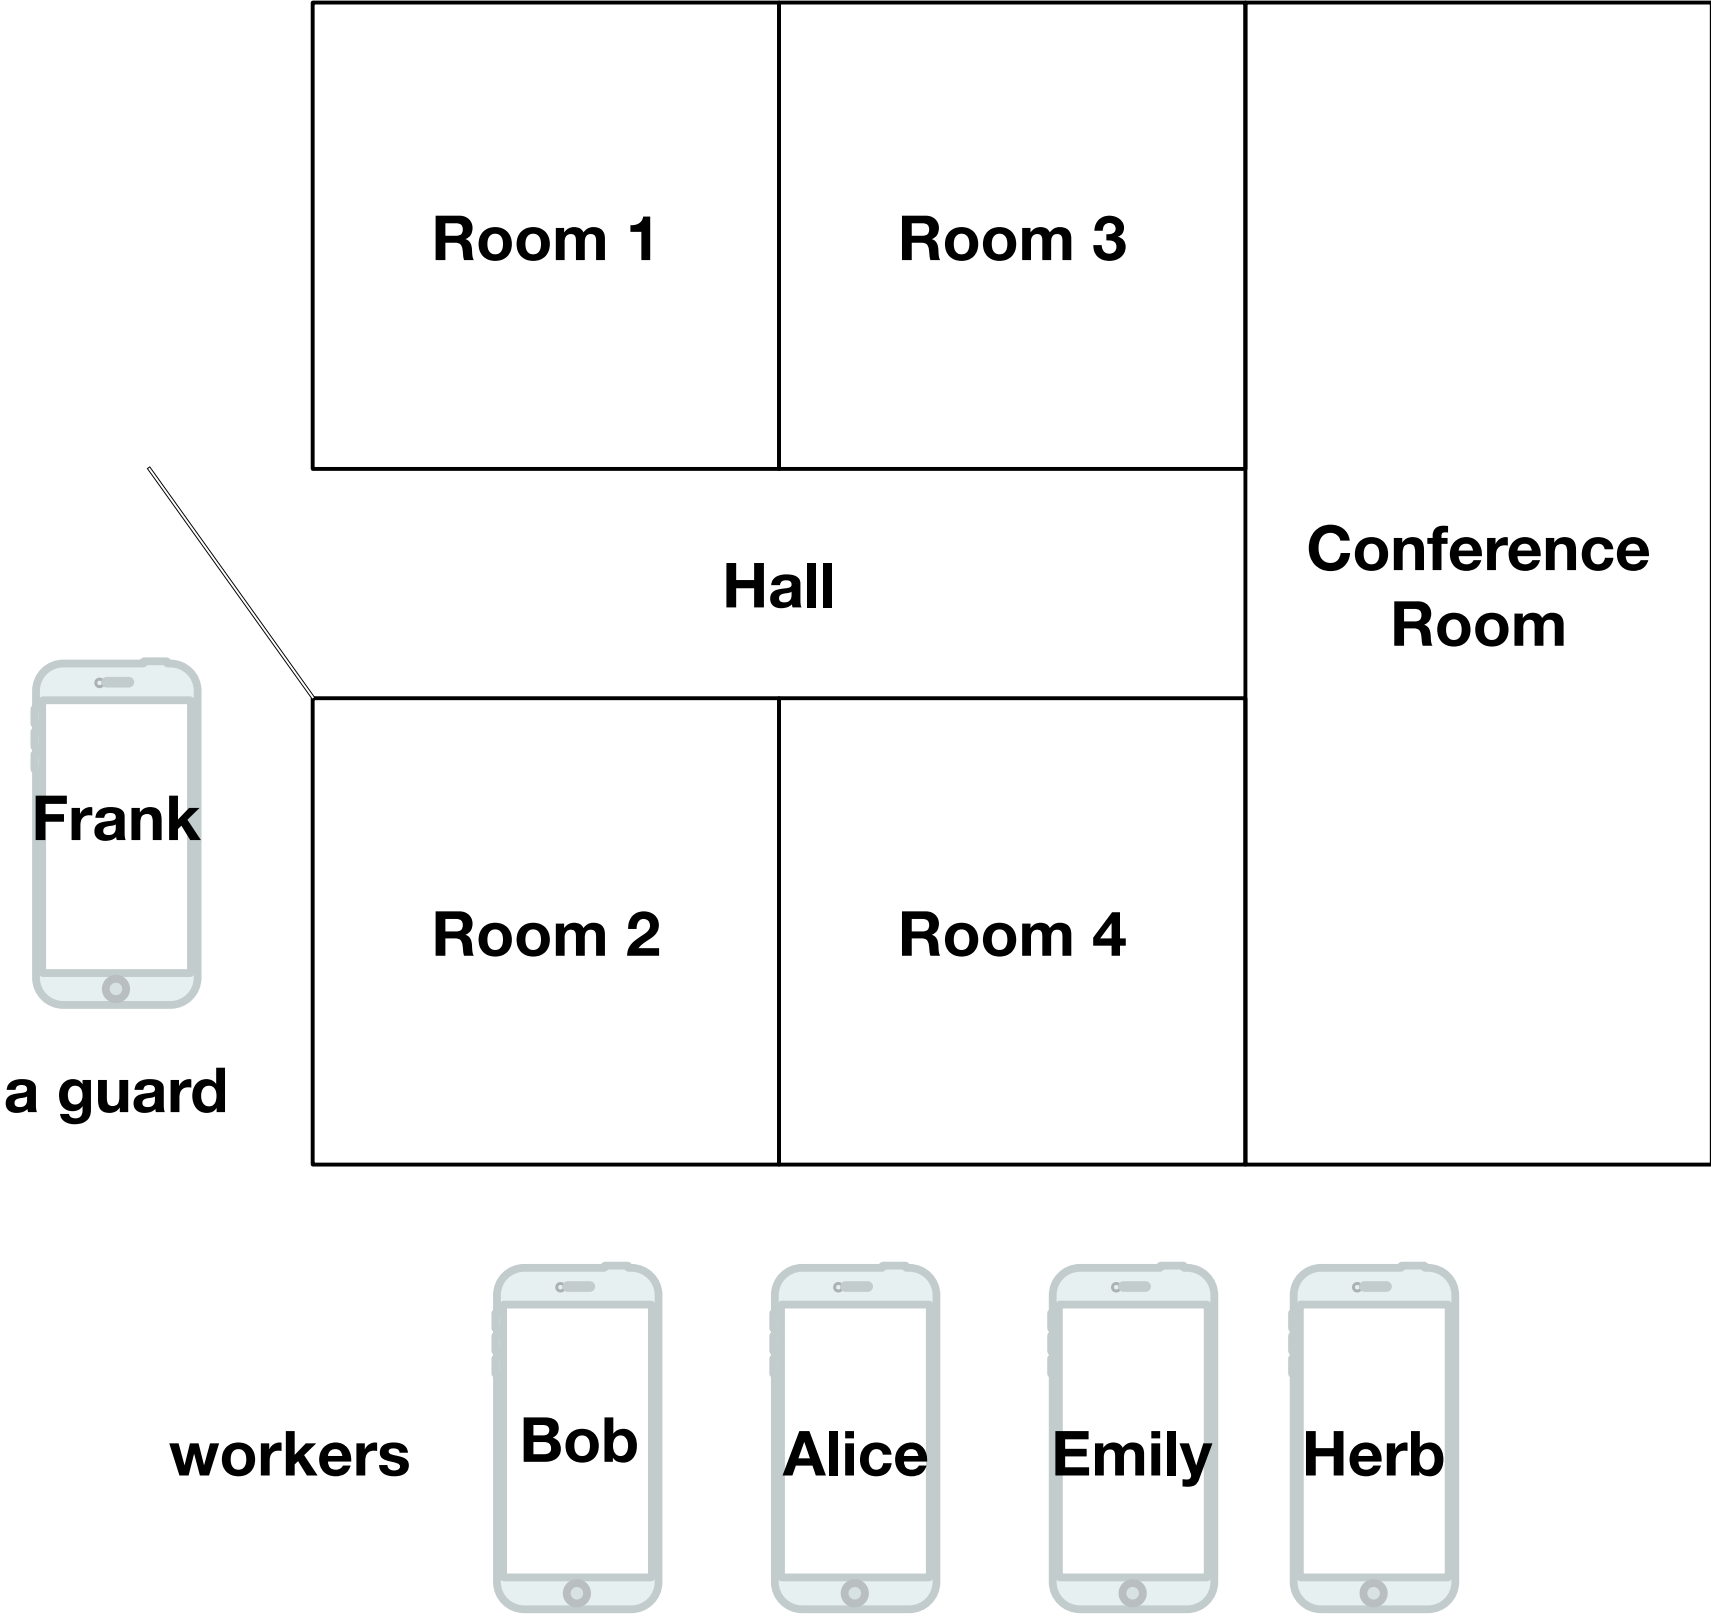 Room 1
Room 3
Conference
Room
Hall
Frank
Room 2
Room 4
a guard
workers
Bob
Alice
Emily
Herb